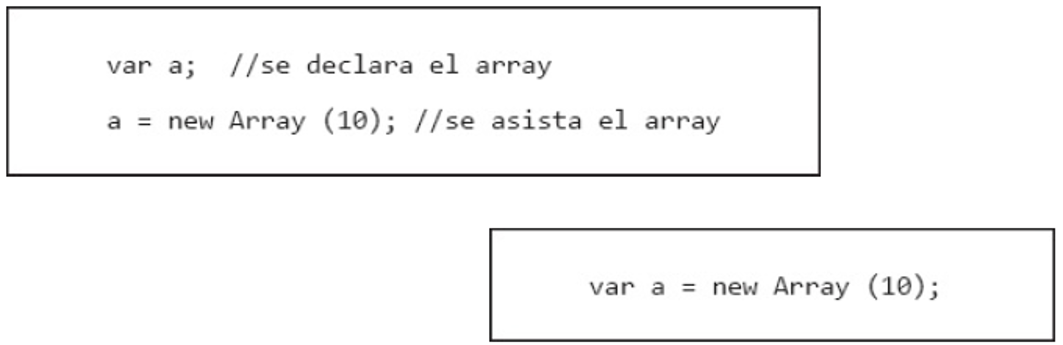 var a;  //se declara el array
a = new Array (10); //se asista el array
var a = new Array (10);